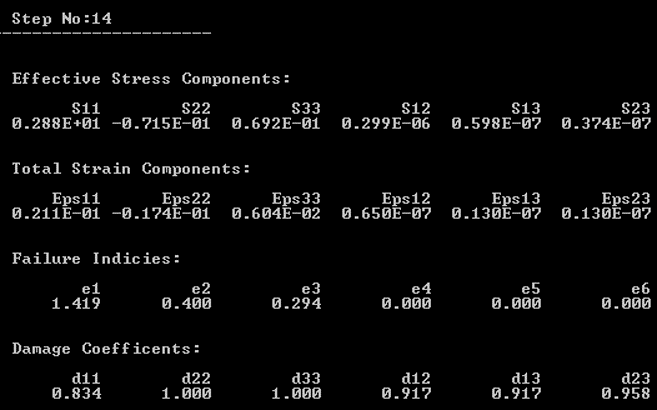 Step No:14
----------------------
Effective Stress Components:
S11 S22 S33 S12 S13 S23
0.288E+01 -0.715E-01 0.692E-01 0.299E-06 0.598E-07 0.374E-07
Total Strain Components:
Eps11 Eps22 Eps33 Eps12 Eps13 Eps23
0.211E-01 -0.174E-01 0.604E-02 0.650E-07 0.130E-07 0.130E-07
Failure Indicies:
e1 e2 e3 e4 e5 e6
1.419 0.400 0.294 0.000 0.000 0.000
Damage Coefficents:
d11 d22 d33 d12 d13 d23
0.834 1.000 1.000 0.917 0.917 0.958